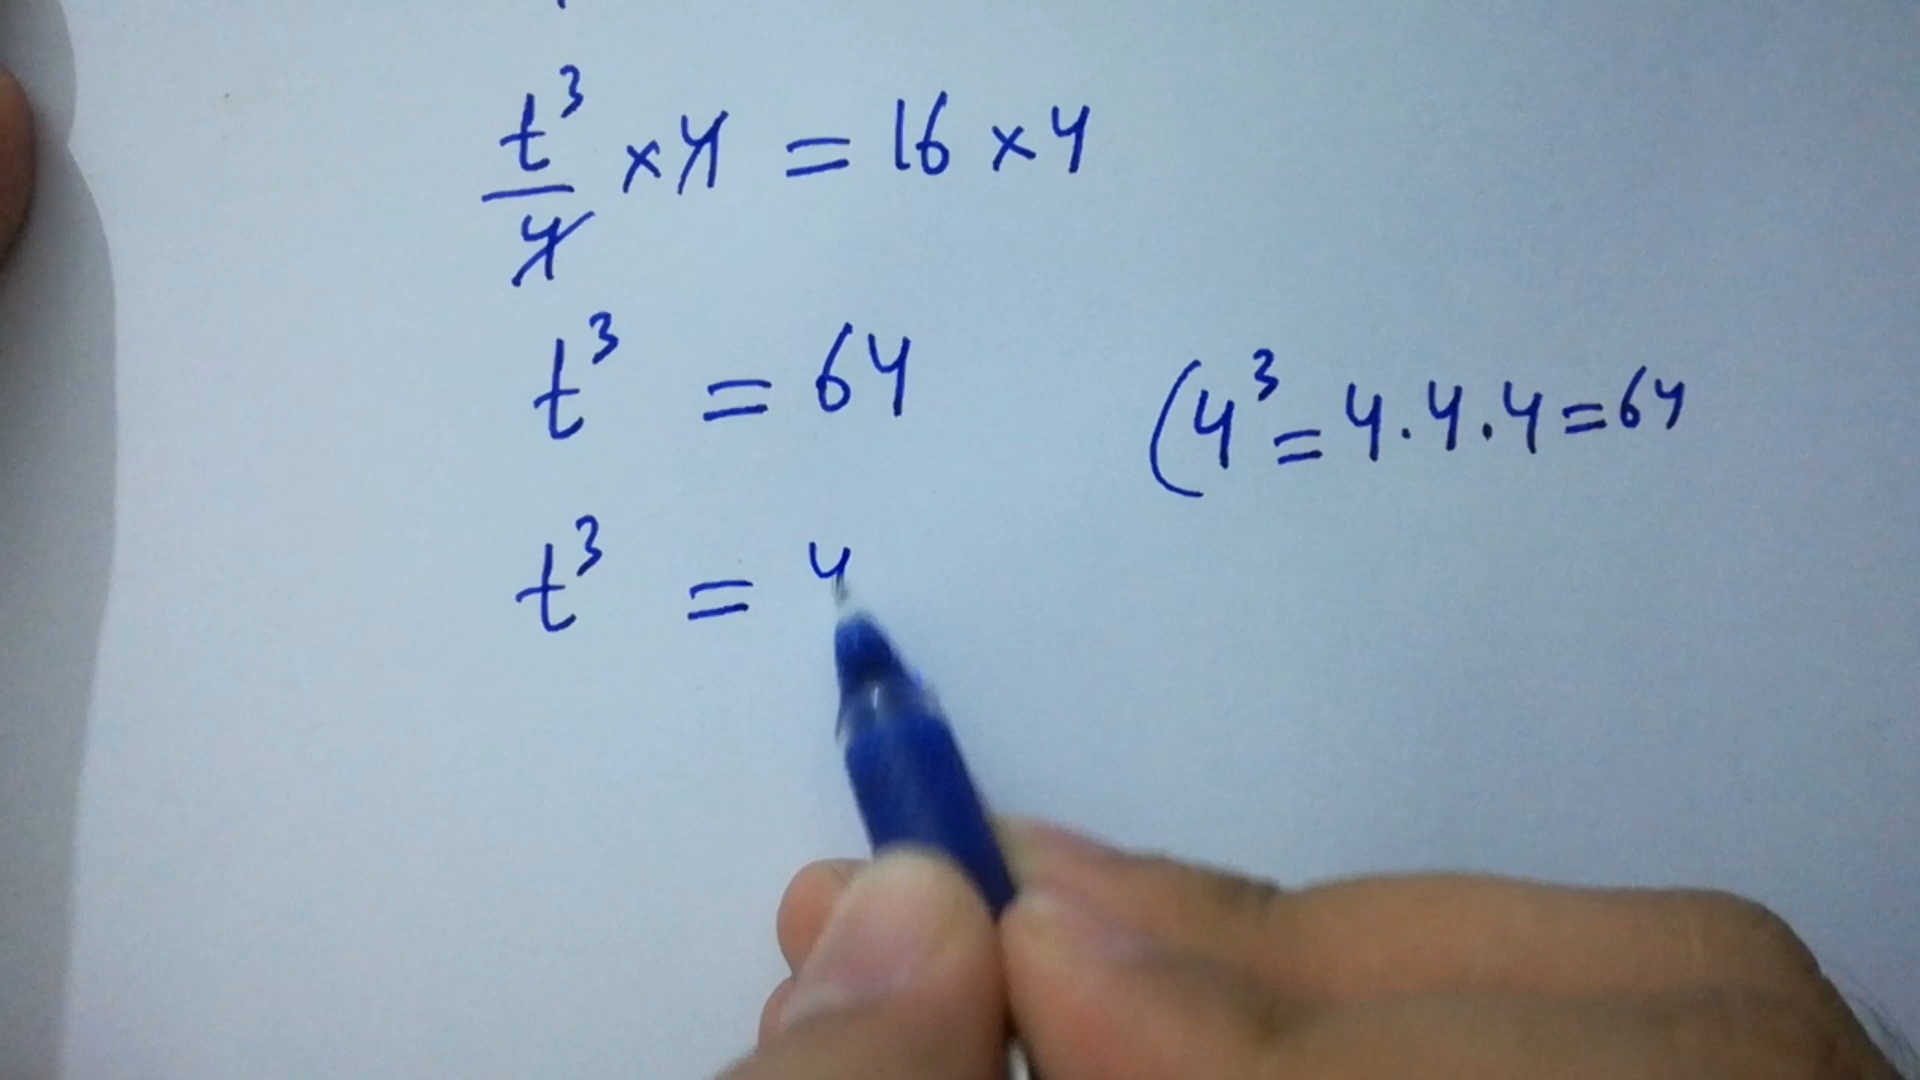 t³/4 × 4 = 16 × 4
t³ = 64
(4³ = 4.4.4 = 64
t³ = 4